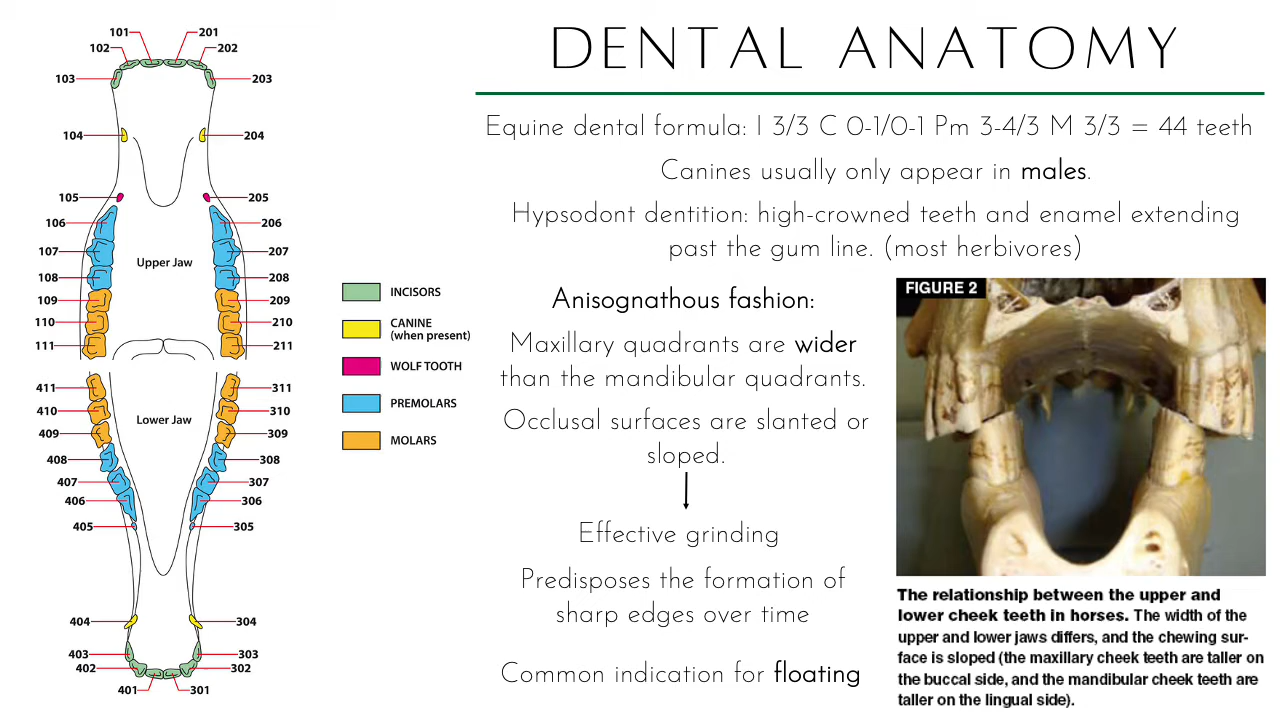 DENTAL ANATOMY
Equine dental formula: I 3/3 C 0-1/0-1 Pm 3-4/3 M 3/3 = 44 teeth
Canines usually only appear in males.
Hypsodont dentition: high-crowned teeth and enamel extending
past the gum line. (most herbivores)
Anisognathous fashion:
Maxillary quadrants are wider
than the mandibular quadrants.
Occlusal surfaces are slanted or
sloped.
Effective grinding
Predisposes the formation of
sharp edges over time
Common indication for floating
FIGURE 2
The relationship between the upper and
lower cheek teeth in horses. The width of the
upper and lower jaws differs, and the chewing sur-
face is sloped (the maxillary cheek teeth are taller on
the buccal side, and the mandibular cheek teeth are
taller on the lingual side).
101 201
102 202
103 203
104 204
105 205
106 206
107 207
Upper Jaw
108 208
109 209
110 210
111 211
411 311
410 310
Lower Jaw
409 309
408 308
407 307
406 306
405 305
404 304
403 303
402 302
401 301
INCISORS
CANINE
(when present)
WOLF TOOTH
PREMOLARS
MOLARS